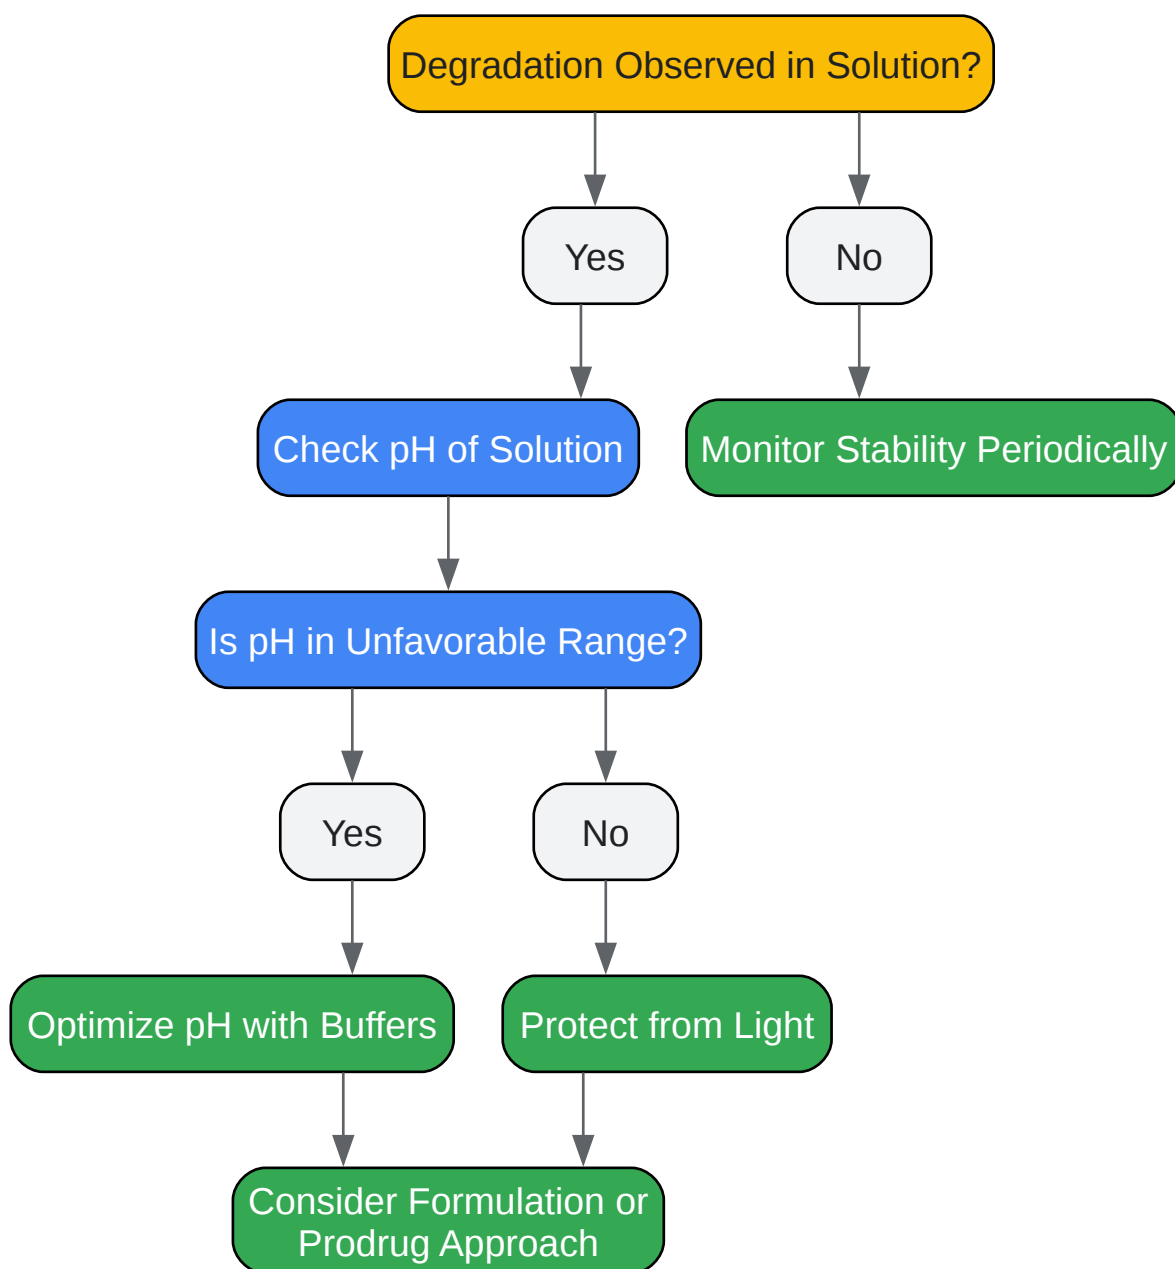 Degradation Observed in Solution?
Yes
No
Check pH of Solution
Monitor Stability Periodically
Is pH in Unfavorable Range?
Yes
No
Optimize pH with Buffers
Protect from Light
Consider Formulation or
Prodrug Approach